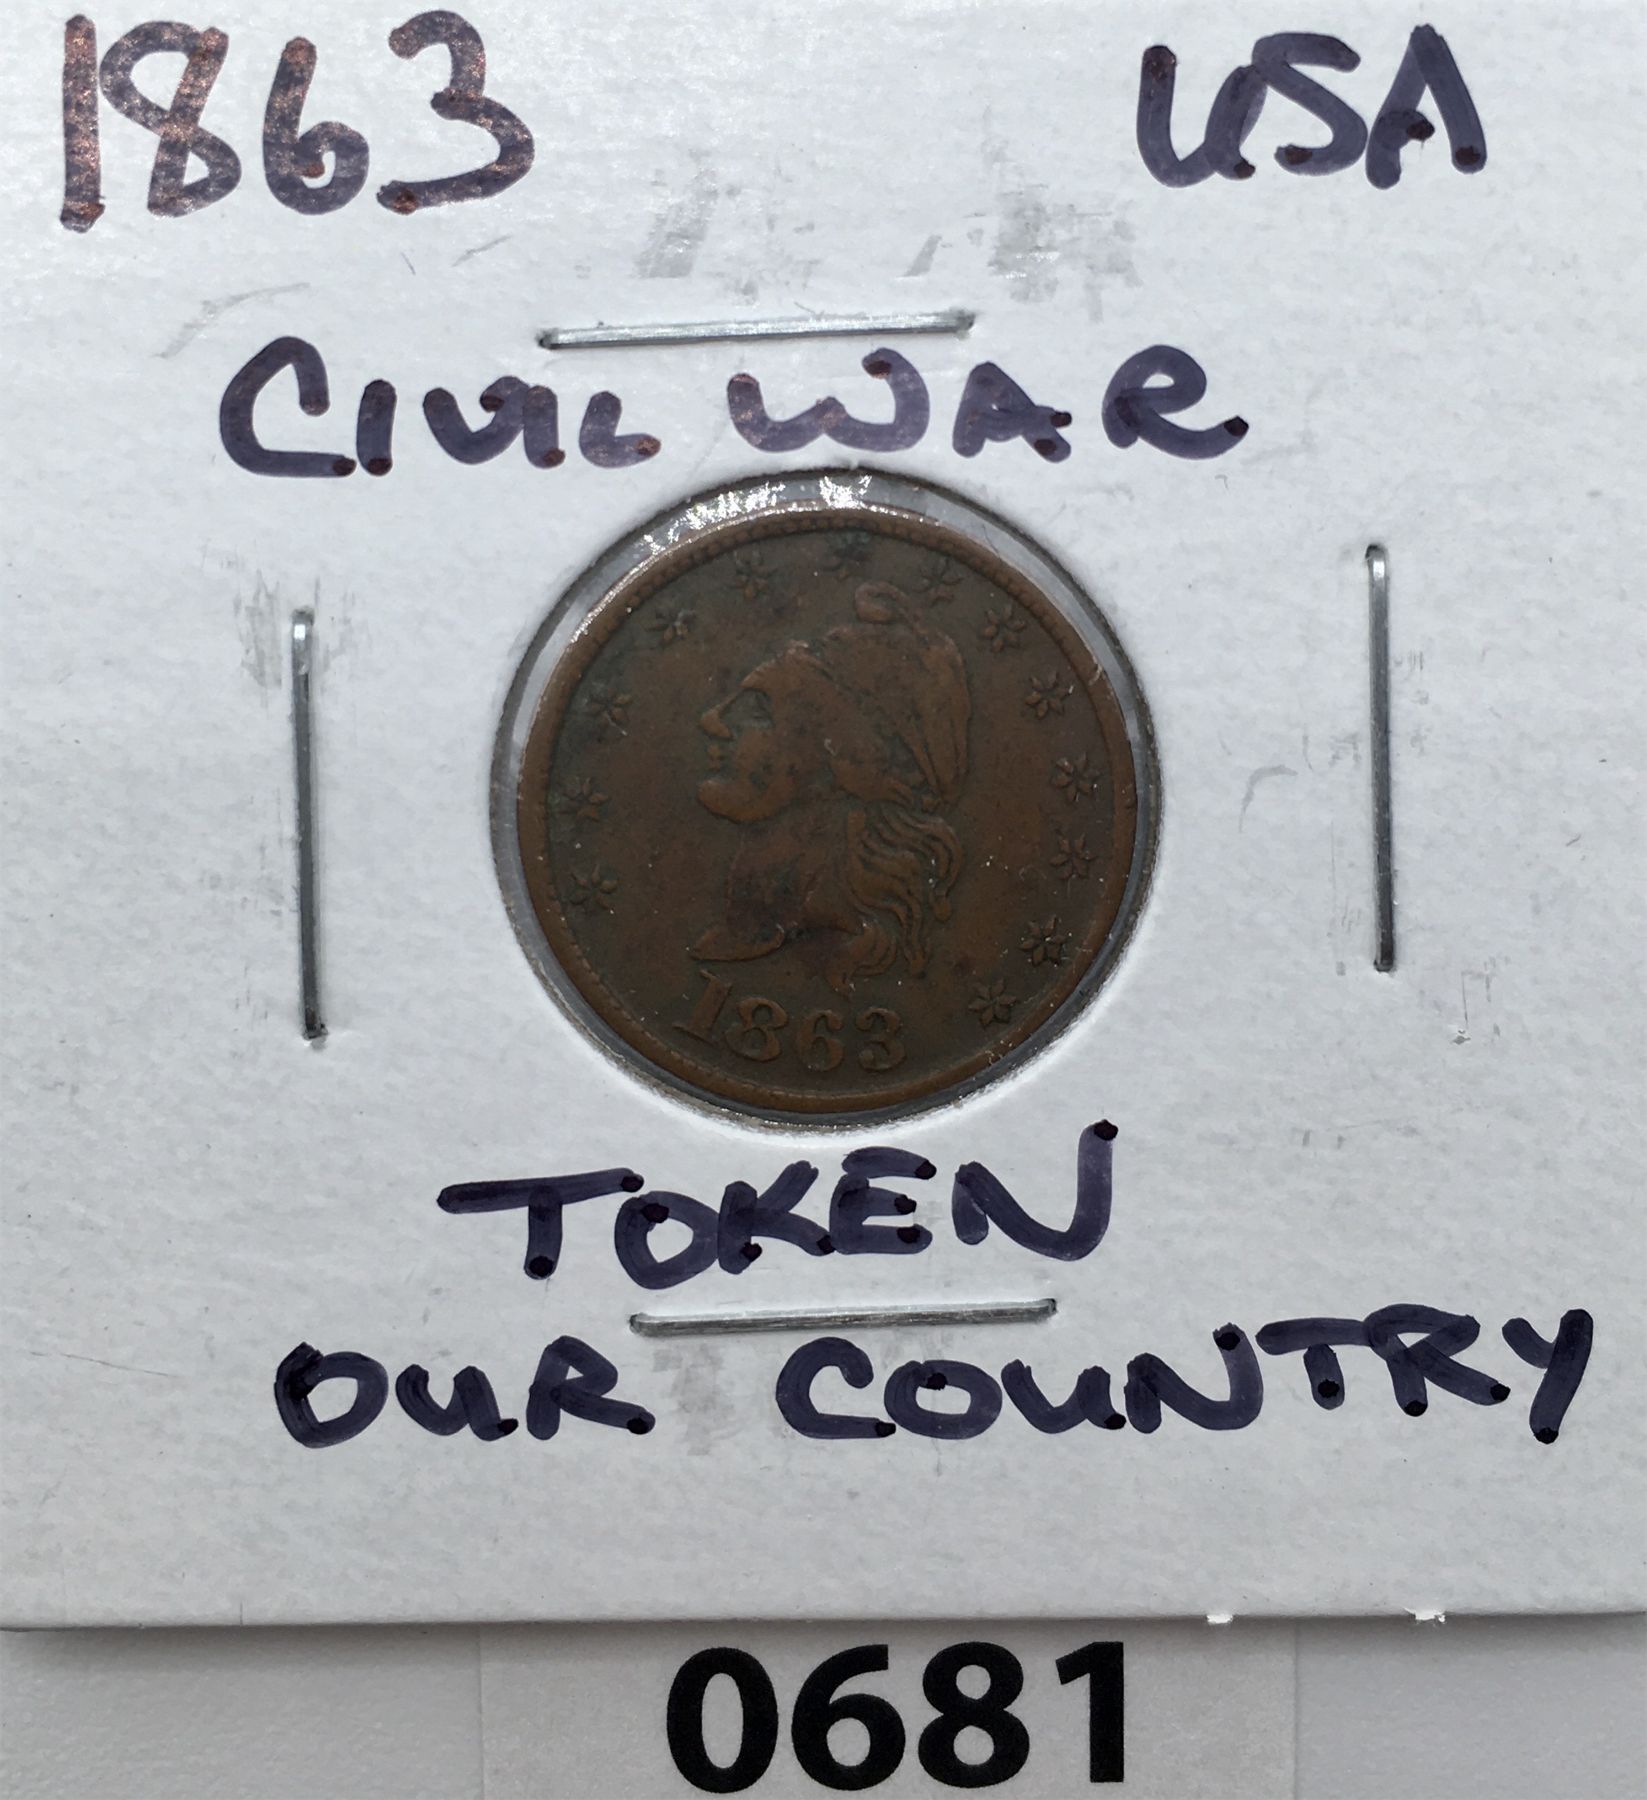 1863 USA
CIVIL WAR
1863
TOKEN
OUR COUNTRY
0681